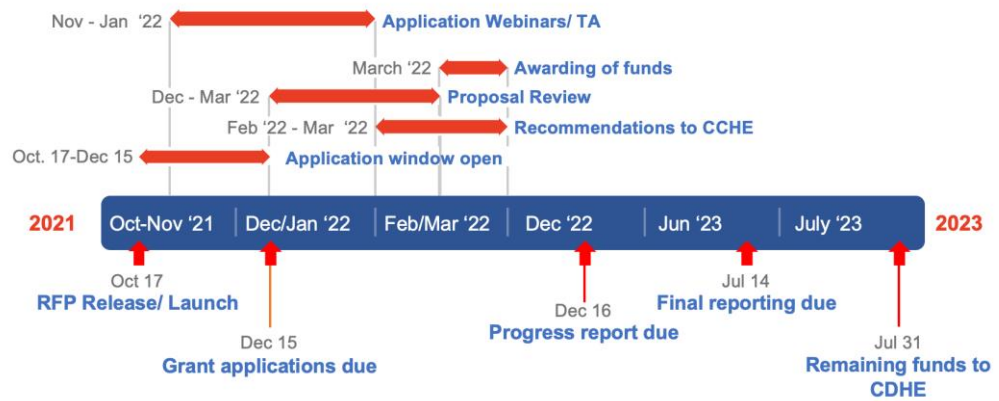 Nov - Jan ‘22
Application Webinars/ TA
March ‘22
Awarding of funds
Dec - Mar ‘22
Proposal Review
Feb ‘22 - Mar ‘22
Recommendations to CCHE
Oct. 17-Dec 15
Application window open
2021
Oct-Nov ‘21
Dec/Jan ‘22
Feb/Mar ‘22
Dec ‘22
Jun ‘23
July ‘23
2023
Oct 17
RFP Release/ Launch
Dec 15
Grant applications due
Dec 16
Progress report due
Jul 14
Final reporting due
Jul 31
Remaining funds to
CDHE